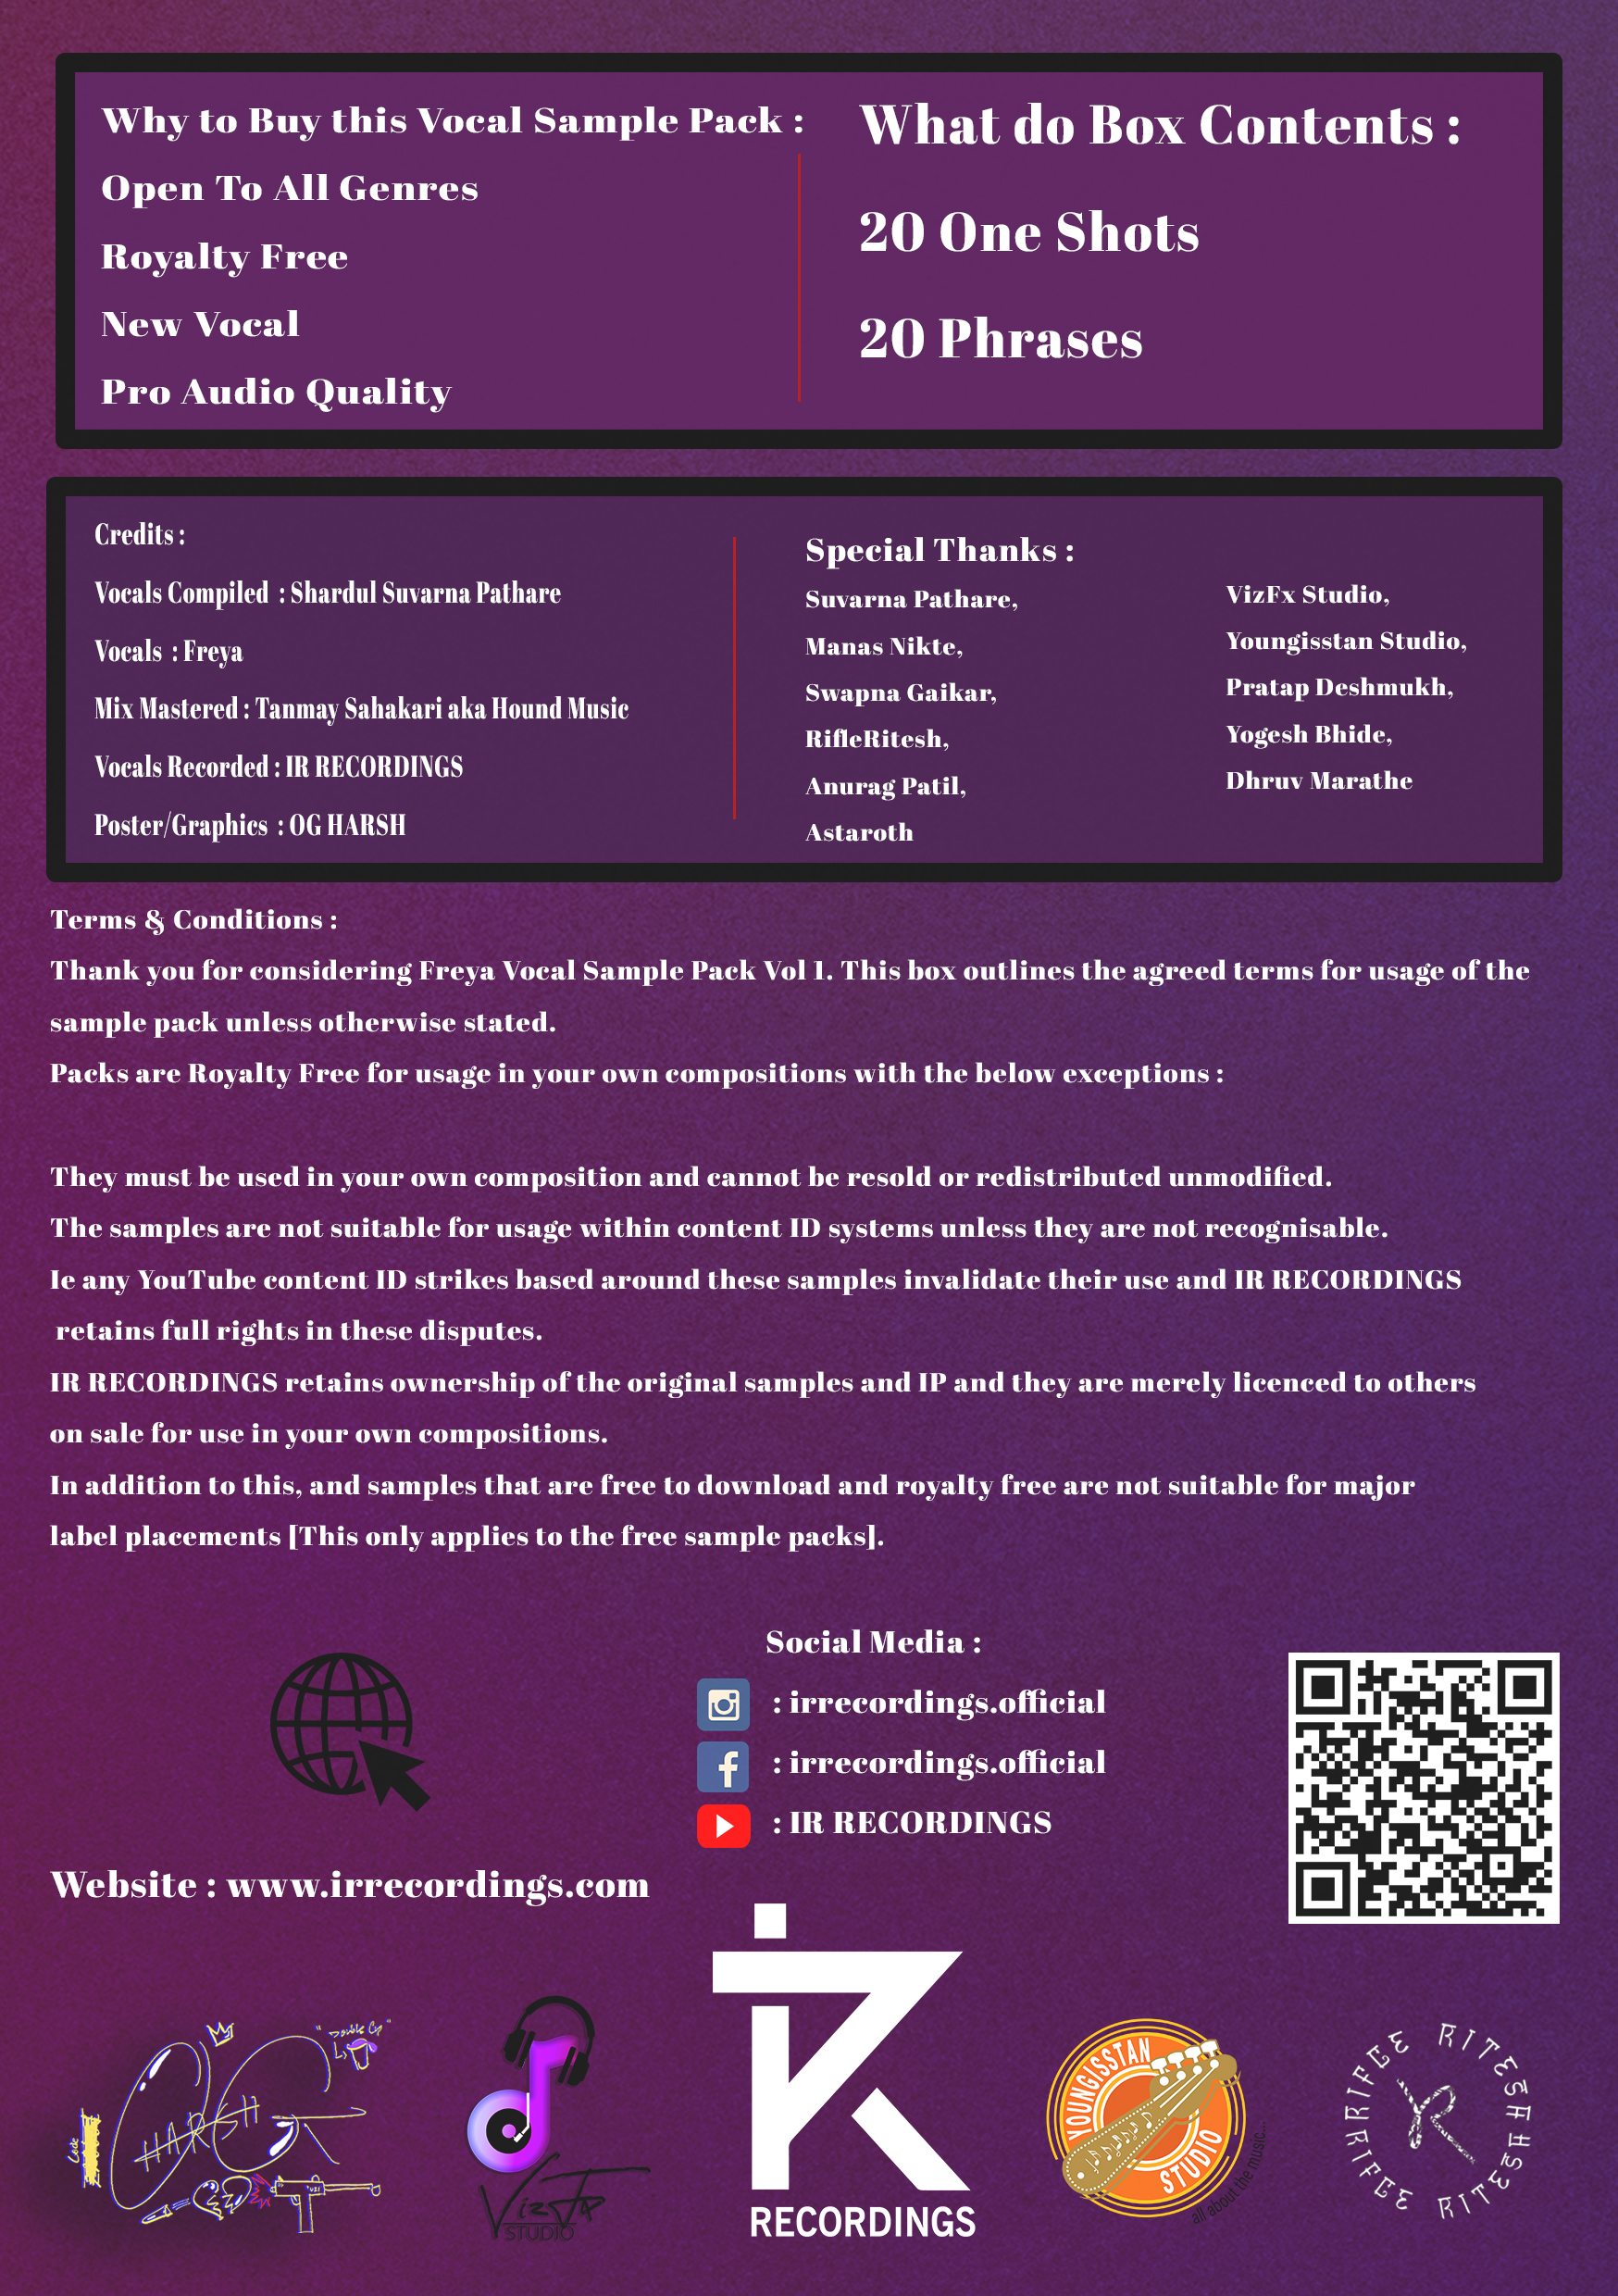 Why to Buy this Vocal Sample Pack :
Open To All Genres
Royalty Free
New Vocal
Pro Audio Quality
What do Box Contents :
20 One Shots
20 Phrases
Credits :
Vocals Compiled : Shardul Suvarna Pathare
Vocals : Freya
Mix Mastered : Tanmay Sahakari aka Hound Music
Vocals Recorded : IR RECORDINGS
Poster/Graphics : OG HARSH
Special Thanks :
Suvarna Pathare,
Manas Nikte,
Swapna Gaikar,
RifleRitesh,
Anurag Patil,
Astaroth
VizFx Studio,
Youngisstan Studio,
Pratap Deshmukh,
Yogesh Bhide,
Dhruv Marathe
Terms & Conditions :
Thank you for considering Freya Vocal Sample Pack Vol 1. This box outlines the agreed terms for usage of the
sample pack unless otherwise stated.
Packs are Royalty Free for usage in your own compositions with the below exceptions :
They must be used in your own composition and cannot be resold or redistributed unmodified.
The samples are not suitable for usage within content ID systems unless they are not recognisable.
Ie any YouTube content ID strikes based around these samples invalidate their use and IR RECORDINGS
retains full rights in these disputes.
IR RECORDINGS retains ownership of the original samples and IP and they are merely licenced to others
on sale for use in your own compositions.
In addition to this, and samples that are free to download and royalty free are not suitable for major
label placements [This only applies to the free sample packs].
Social Media :
: irrecordings.official
: irrecordings.official
: IR RECORDINGS
Website : www.irrecordings.com
"Double Cup"
OG
HARSH
Code
UZI
VizFx
STUDIO
iR
RECORDINGS
YOUNGISSTAN
STUDIO
all about the music...
RITESH
RITESH
R